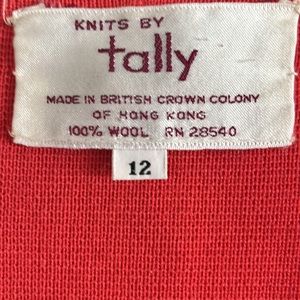 KNITS BY
tally
MADE IN BRITISH CROWN COLONY
OF HONG KONG
100% WOOL RN 28540
12